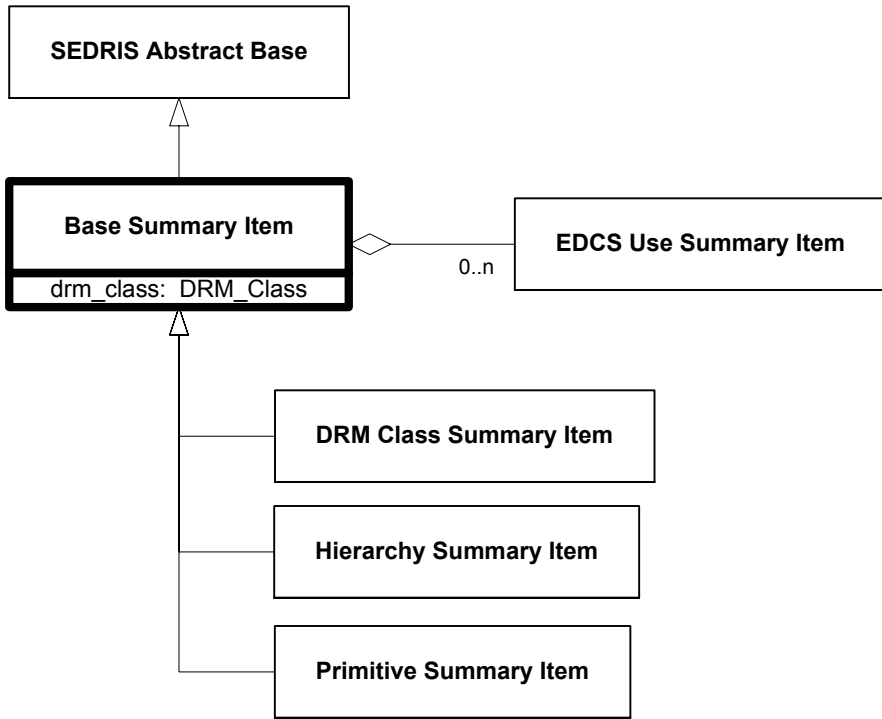 SEDRIS Abstract Base
Base Summary Item
drm_class: DRM_Class
0..n
EDCS Use Summary Item
DRM Class Summary Item
Hierarchy Summary Item
Primitive Summary Item